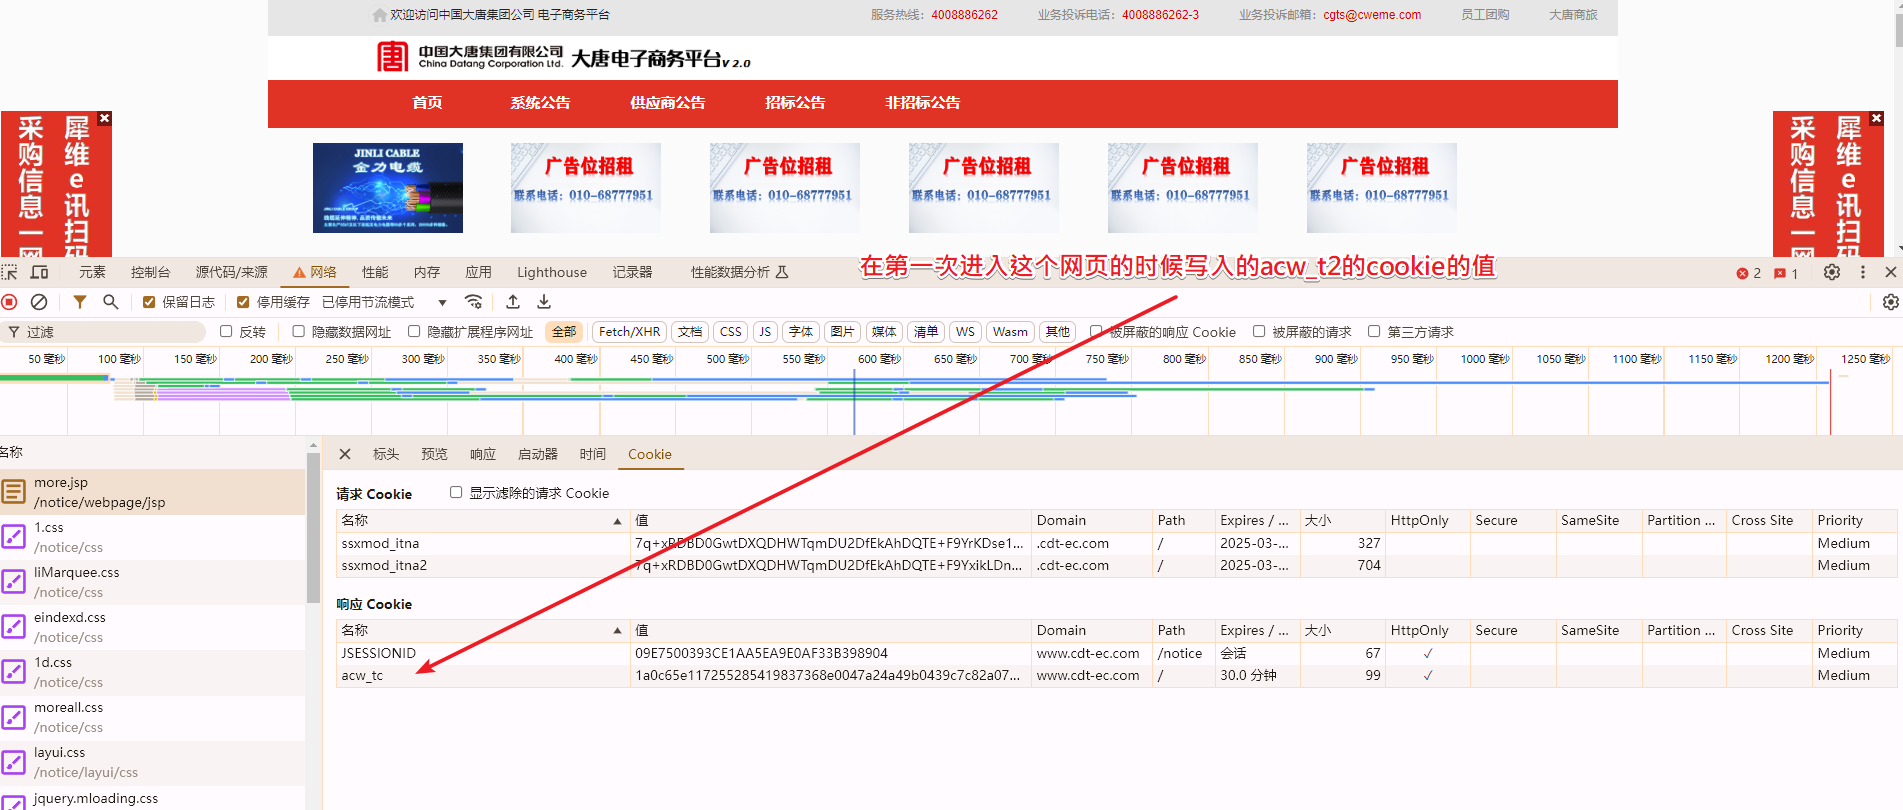 欢迎访问中国大唐集团公司 电子商务平台
服务热线：4008886262
业务投诉电话：4008886262-3
业务投诉邮箱：cgts@cweme.com
员工团购
大唐商旅
中国大唐集团有限公司
China Datang Corporation Ltd.
大唐电子商务平台V 2.0
首页
系统公告
供应商公告
招标公告
非招标公告
犀维e讯扫码
采购信息一网
JINLI CABLE
金力电缆
广告位招租
联系电话：010-68777951
广告位招租
联系电话：010-68777951
广告位招租
联系电话：010-68777951
广告位招租
联系电话：010-68777951
广告位招租
联系电话：010-68777951
犀维e讯扫码
采购信息一网
在第一次进入这个网页的时候写入的acw_t2的cookie的值
元素
控制台
源代码/来源
网络
性能
内存
应用
Lighthouse
记录器
性能数据分析
2
1
保留日志
停用缓存
已停用节流模式
过滤
反转
隐藏数据网址
隐藏扩展程序网址
全部
Fetch/XHR
文档
CSS
JS
字体
图片
媒体
清单
WS
Wasm
其他
被屏蔽的响应 Cookie
被屏蔽的请求
第三方请求
50 毫秒
100 毫秒
150 毫秒
200 毫秒
250 毫秒
300 毫秒
350 毫秒
400 毫秒
450 毫秒
500 毫秒
550 毫秒
600 毫秒
650 毫秒
700 毫秒
750 毫秒
800 毫秒
850 毫秒
900 毫秒
950 毫秒
1000 毫秒
1050 毫秒
1100 毫秒
1150 毫秒
1200 毫秒
1250 毫秒
名称
more.jsp
/notice/webpage/jsp
1.css
/notice/css
liMarquee.css
/notice/css
eindexd.css
/notice/css
1d.css
/notice/css
moreall.css
/notice/css
layui.css
/notice/layui/css
jquery.mloading.css
标头
预览
响应
启动器
时间
Cookie
请求 Cookie
显示滤除的请求 Cookie
名称 值 Domain Path Expires / ... 大小 HttpOnly Secure SameSite Partition ... Cross Site Priority
ssxmod_itna 7q+xRDBD0GwtDXQDHWTqmDU2DfEkAhDQTE+F9YrKDse1... .cdt-ec.com / 2025-03-... 327 Medium
ssxmod_itna2 7q+xRDBD0GwtDXQDHWTqmDU2DfEkAhDQTE+F9YxikLDn... .cdt-ec.com / 2025-03-... 704 Medium
响应 Cookie
名称 值 Domain Path Expires / ... 大小 HttpOnly Secure SameSite Partition ... Cross Site Priority
JSESSIONID 09E7500393CE1AA5EA9E0AF33B398904 www.cdt-ec.com /notice 会话 67 ✓ Medium
acw_tc 1a0c65e117255285419837368e0047a24a49b0439c7c82a07... www.cdt-ec.com / 30.0 分钟 99 ✓ Medium